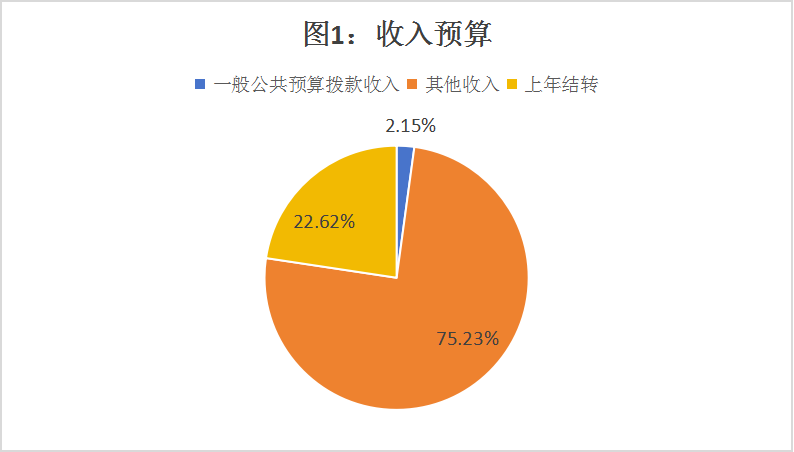 图1：收入预算
一般公共预算拨款收入 其他收入 上年结转
2.15%
22.62%
75.23%